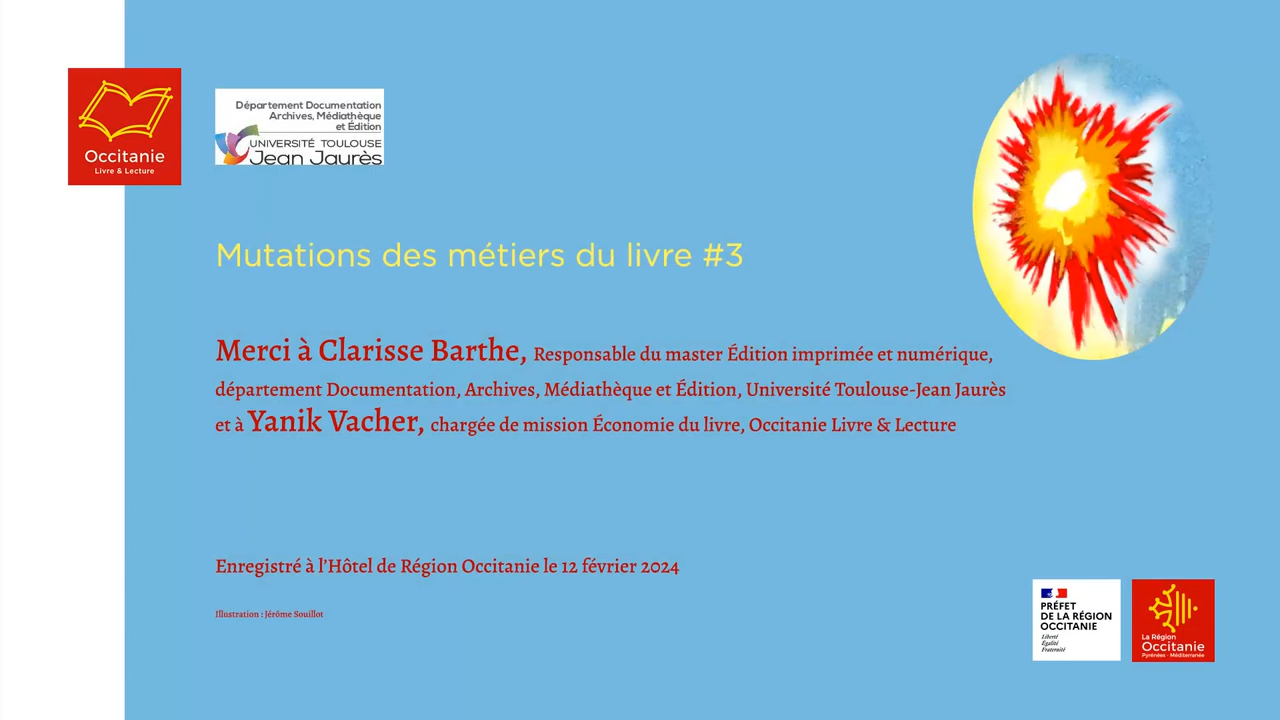 Occitanie
Livre & Lecture
Département Documentation
Archives, Médiathèque
et Édition
UNIVERSITÉ TOULOUSE
Jean Jaurès
Mutations des métiers du livre #3
Merci à Clarisse Barthe, Responsable du master Édition imprimée et numérique,
département Documentation, Archives, Médiathèque et Édition, Université Toulouse-Jean Jaurès
et à Yanik Vacher, chargée de mission Économie du livre, Occitanie Livre & Lecture
Enregistré à l'Hôtel de Région Occitanie le 12 février 2024
Illustration : Jérôme Souillot
PRÉFET
DE LA RÉGION
OCCITANIE
Liberté
Égalité
Fraternité
La Région
Occitanie
Pyrénées - Méditerranée